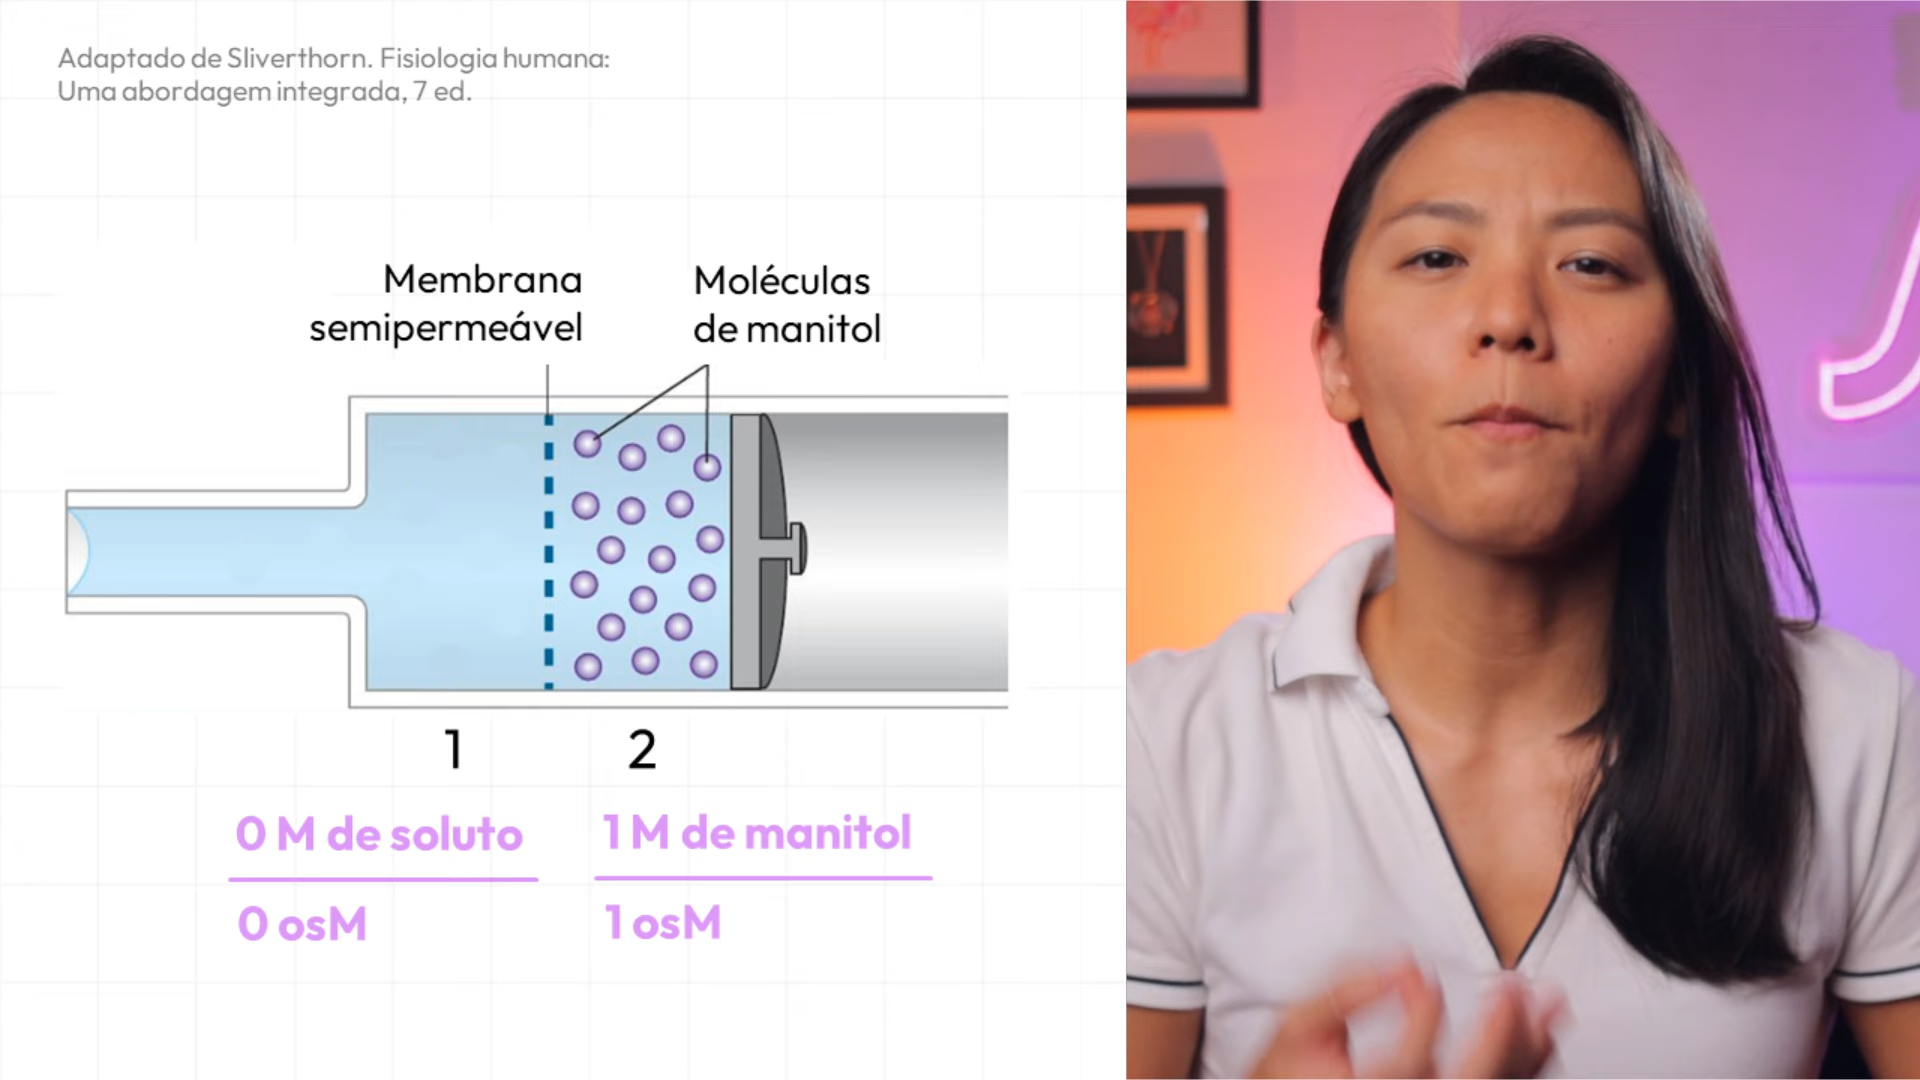 Adaptado de Sliverthorn. Fisiologia humana:
Uma abordagem integrada, 7 ed.
Membrana
semipermeável
Moléculas
de manitol
1
2
0 M de soluto
1 M de manitol
0 osM
1 osM